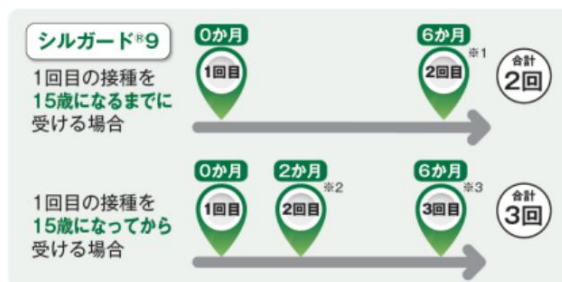 シルガード®9
1回目の接種を
15歳になるまでに
受ける場合
0か月
1回目
6か月
※1
2回目
合計
2回
1回目の接種を
15歳になってから
受ける場合
0か月
1回目
2か月
※2
2回目
6か月
※3
3回目
合計
3回